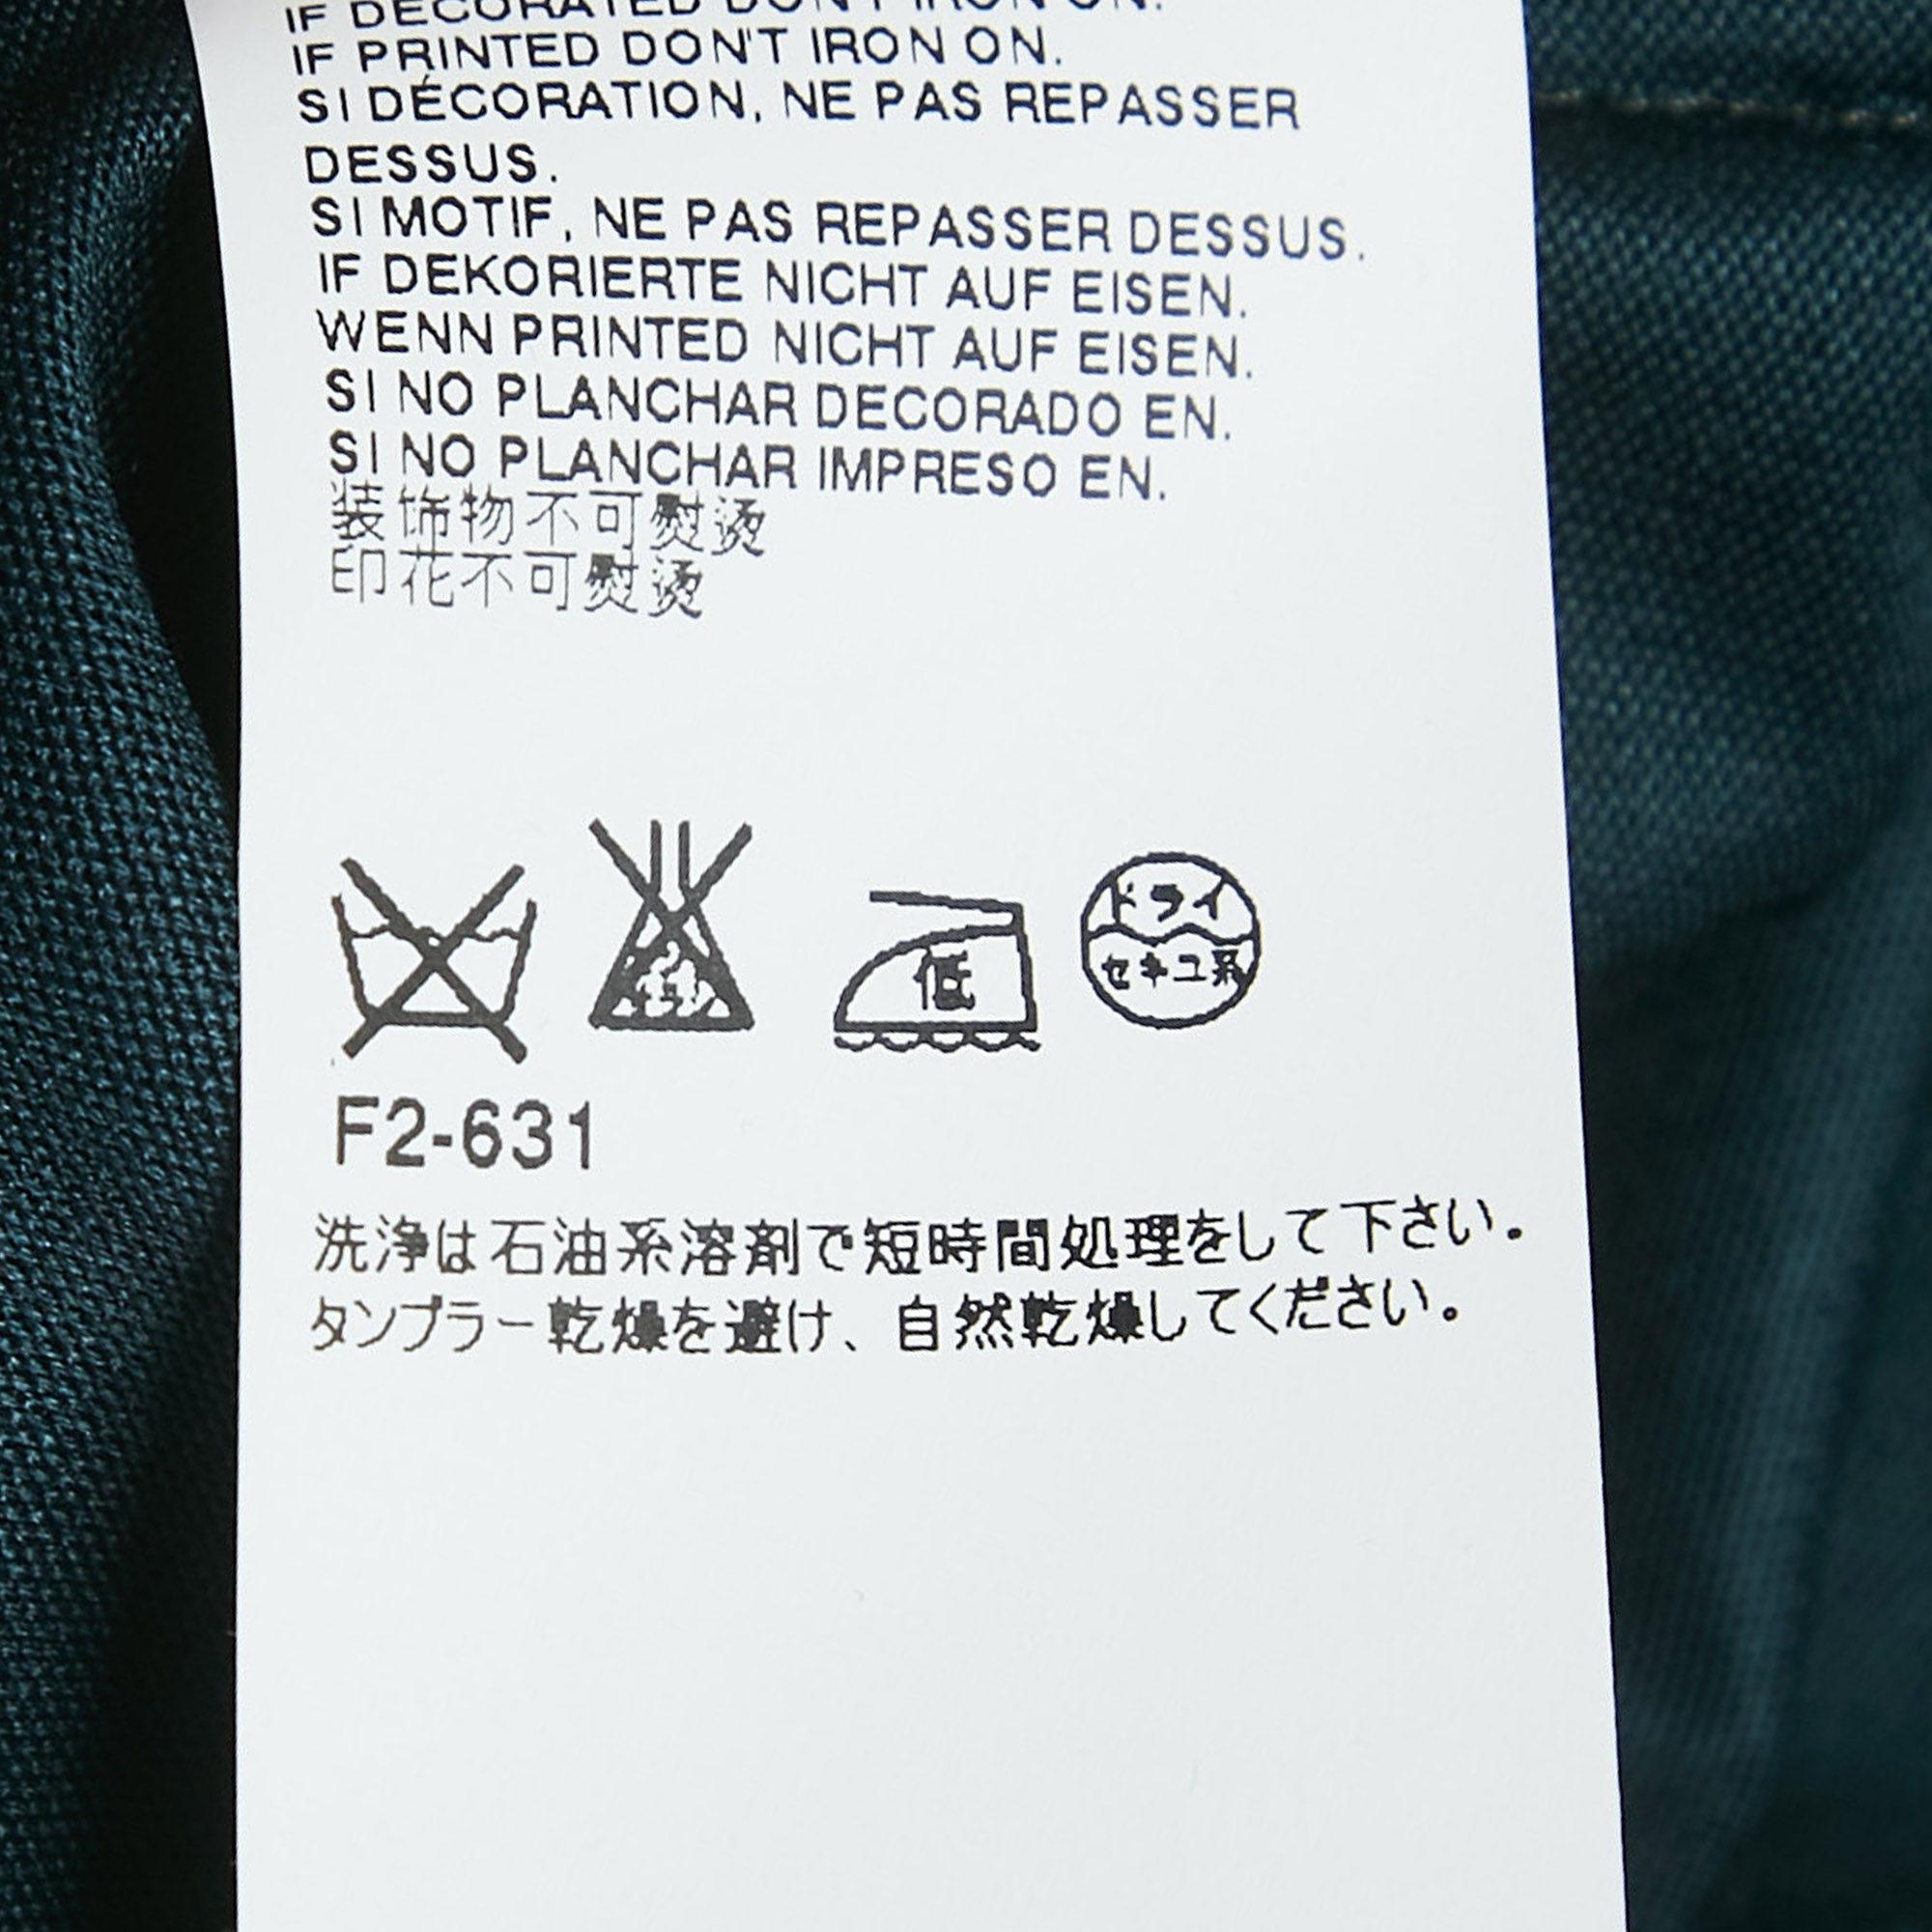 IF DECORATED DON'T IRON ON.
IF PRINTED DON'T IRON ON.
SI DÉCORATION, NE PAS REPASSER
DESSUS.
SI MOTIF, NE PAS REPASSER DESSUS.
IF DEKORIERTE NICHT AUF EISEN.
WENN PRINTED NICHT AUF EISEN.
SI NO PLANCHAR DECORADO EN.
SI NO PLANCHAR IMPRESO EN.
装饰物不可熨烫
印花不可熨烫
低
ドライ
セキユ系
F2-631
洗浄は石油系溶剤で短時間処理をして下さい。
タンブラー乾燥を避け、自然乾燥してください。